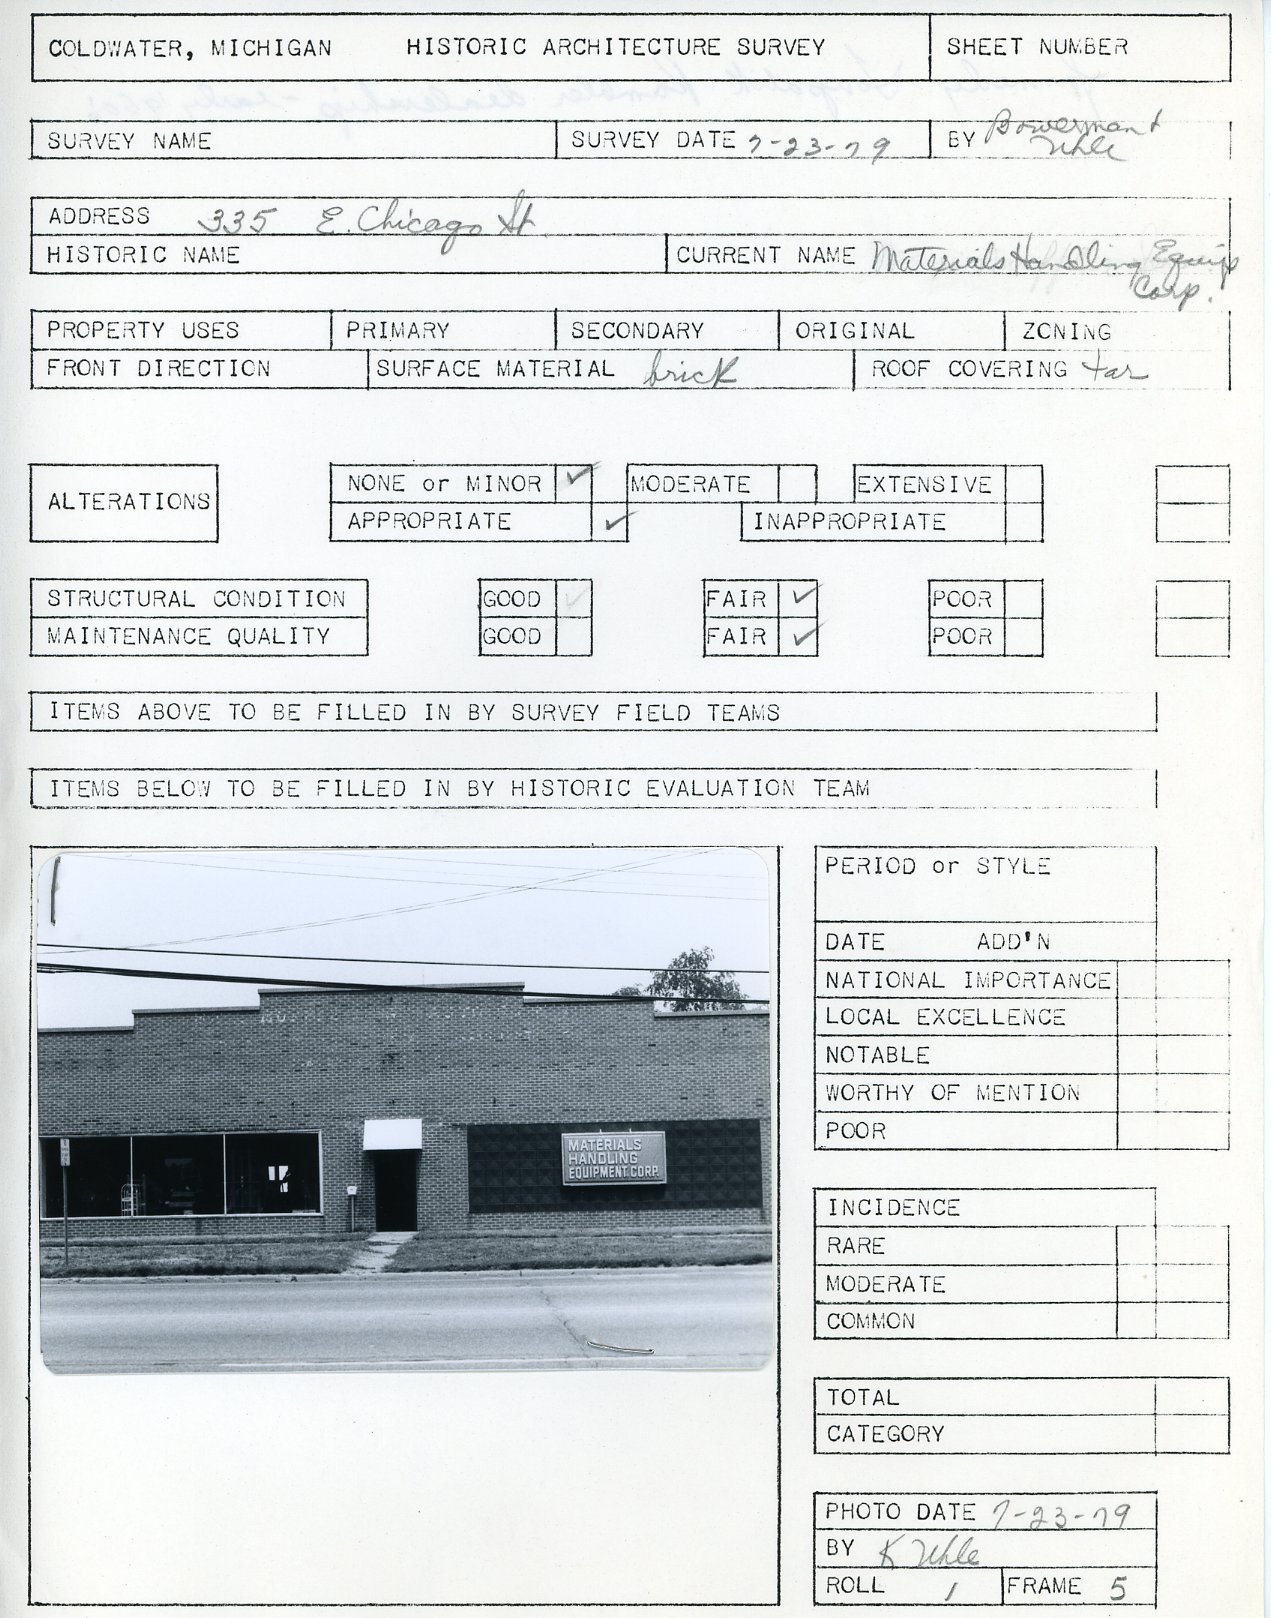 COLDWATER, MICHIGAN HISTORIC ARCHITECTURE SURVEY SHEET NUMBER
SURVEY NAME SURVEY DATE 7-23-79 BY Bowerman + Uhle
ADDRESS 335 E. Chicago St.
HISTORIC NAME CURRENT NAME Materials Handling Equip Corp.
PROPERTY USES PRIMARY SECONDARY ORIGINAL ZONING
FRONT DIRECTION SURFACE MATERIAL brick ROOF COVERING tar
ALTERATIONS NONE or MINOR ✓ MODERATE EXTENSIVE
APPROPRIATE ✓ INAPPROPRIATE
STRUCTURAL CONDITION GOOD ✓ FAIR ✓ POOR
MAINTENANCE QUALITY GOOD FAIR ✓ POOR
ITEMS ABOVE TO BE FILLED IN BY SURVEY FIELD TEAMS
ITEMS BELOW TO BE FILLED IN BY HISTORIC EVALUATION TEAM
MATERIALS
HANDLING
EQUIPMENT CORP.
PERIOD or STYLE
DATE ADD'N
NATIONAL IMPORTANCE
LOCAL EXCELLENCE
NOTABLE
WORTHY OF MENTION
POOR
INCIDENCE
RARE
MODERATE
COMMON
TOTAL
CATEGORY
PHOTO DATE 7-23-79
BY K Uhle
ROLL 1 FRAME 5